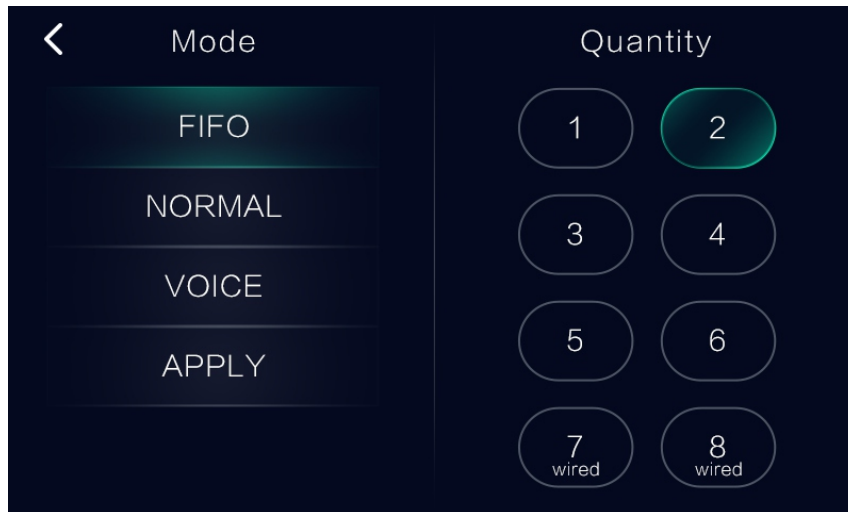 Mode
FIFO
NORMAL
VOICE
APPLY
Quantity
1 2
3 4
5 6
7 8
wired wired